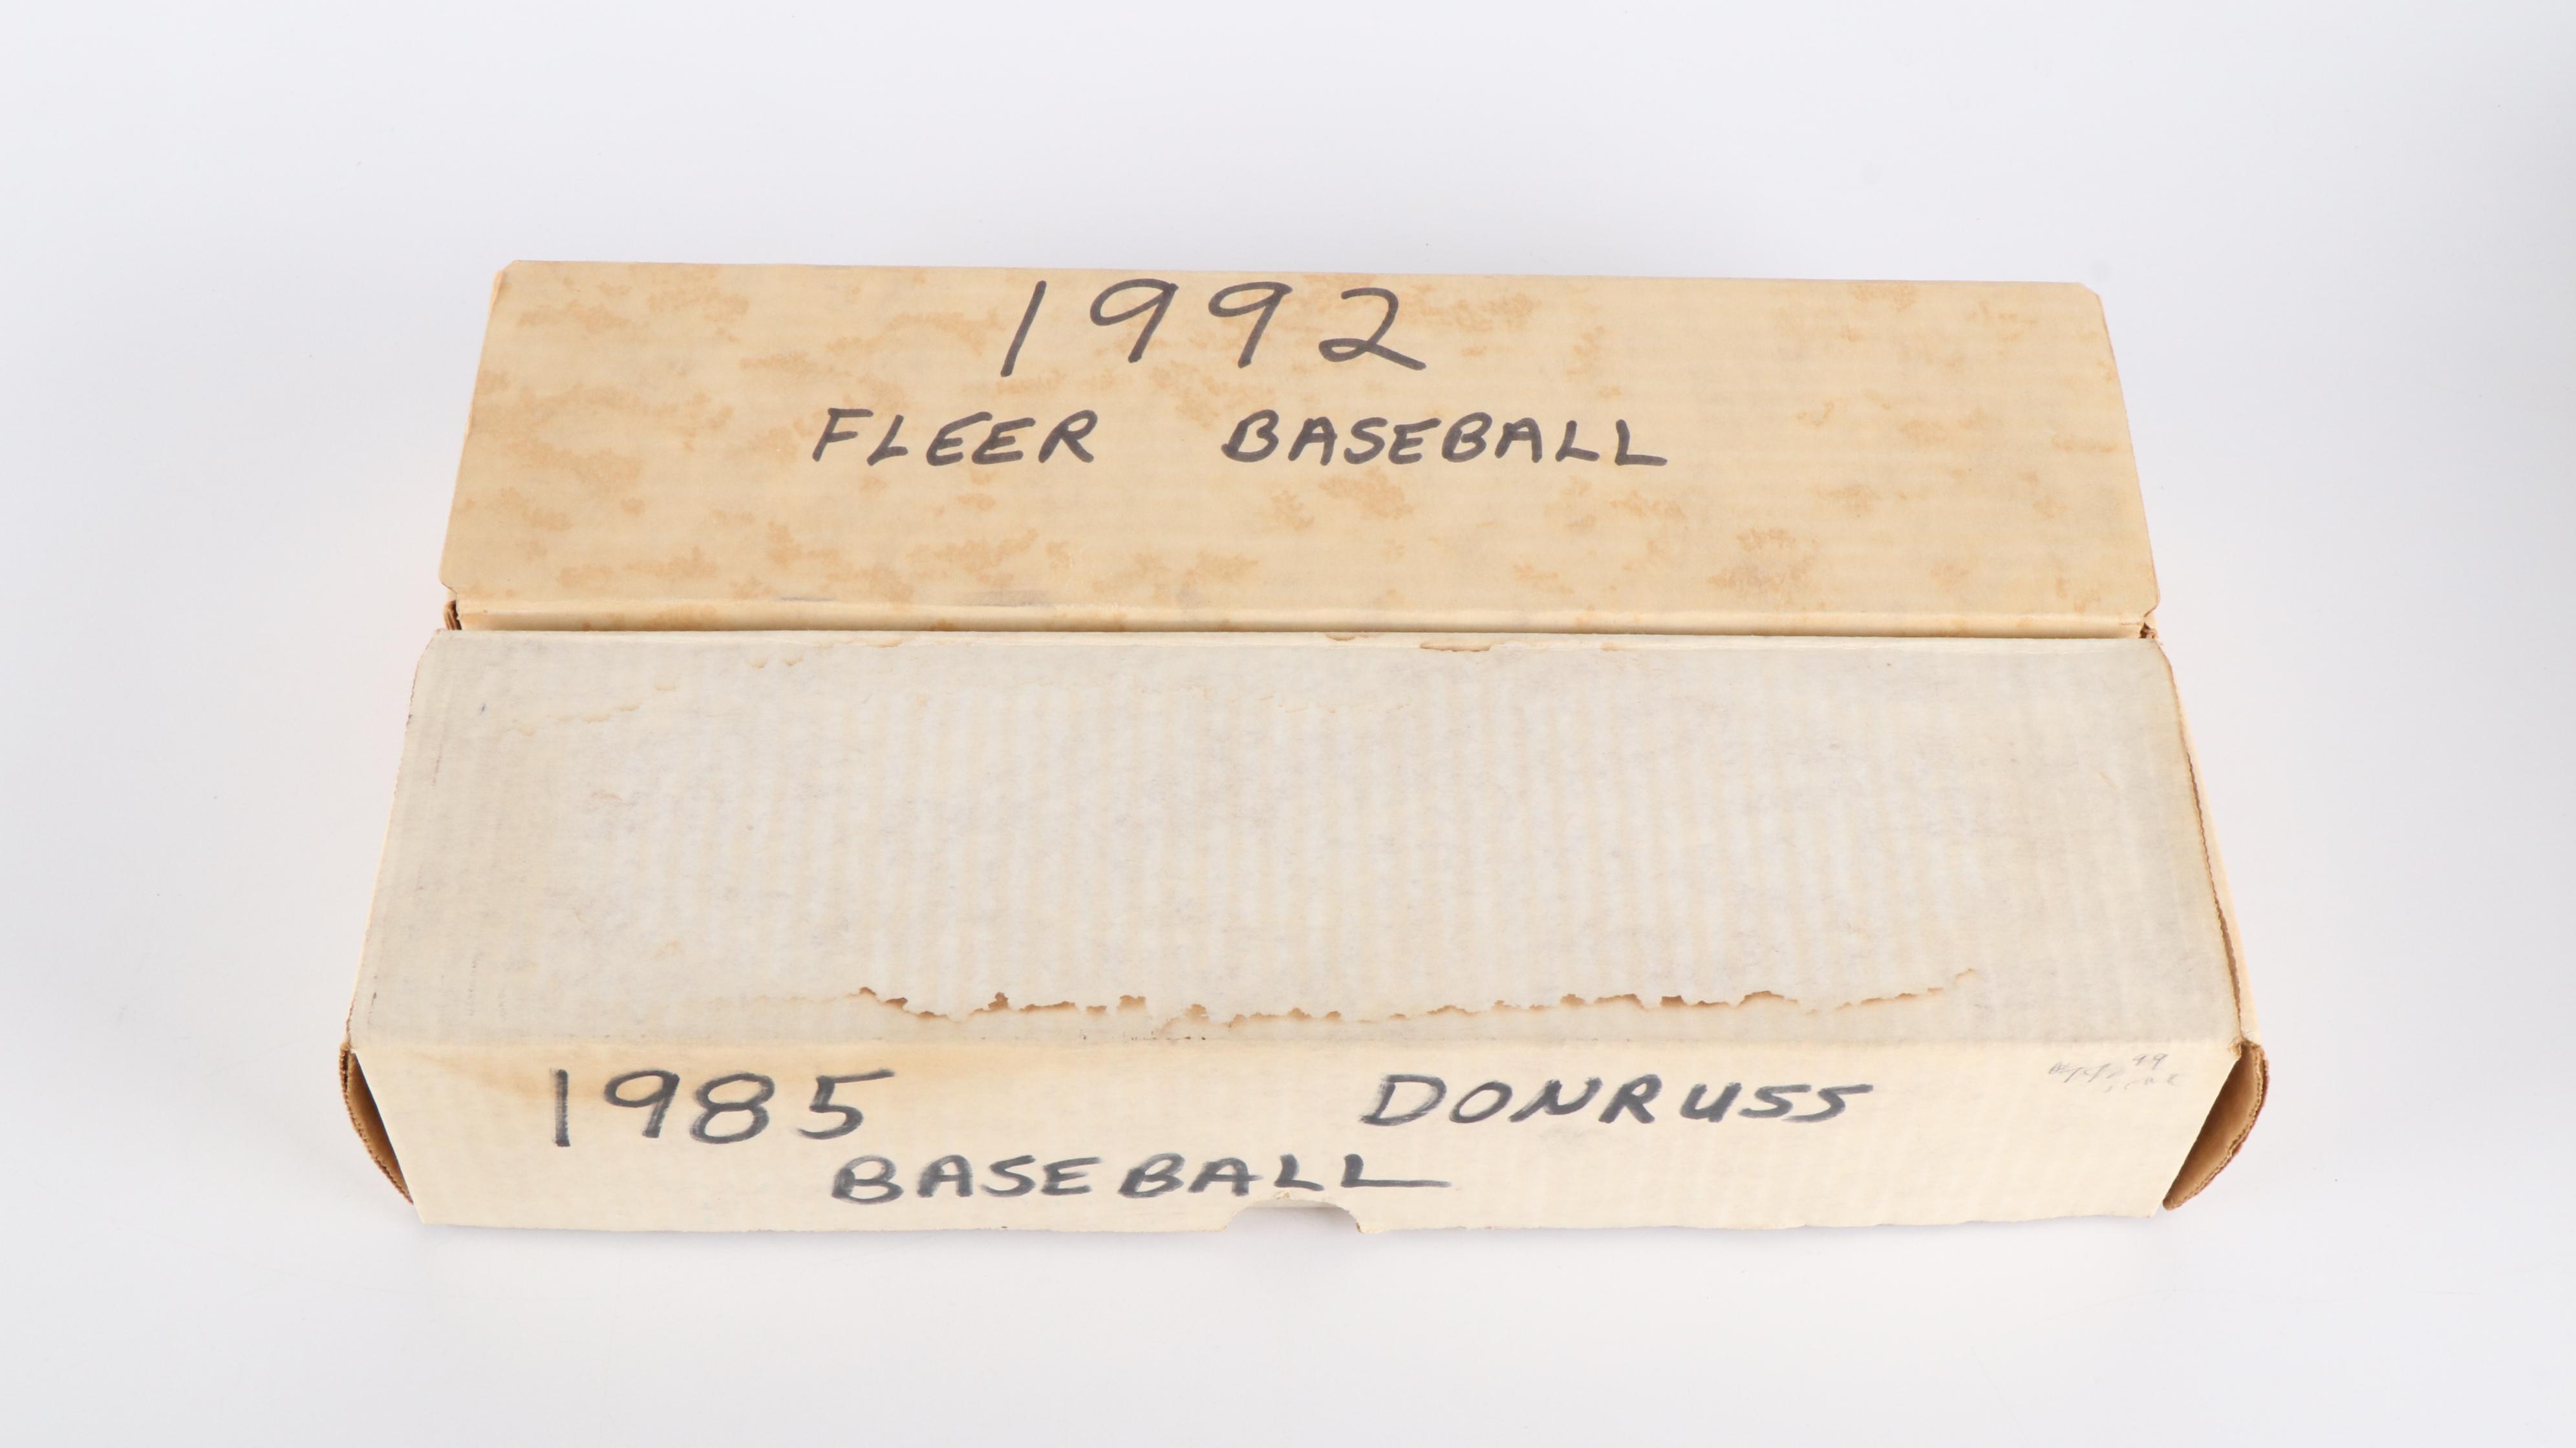 1992
FLEER BASEBALL
1985 DONRUSS
BASEBALL